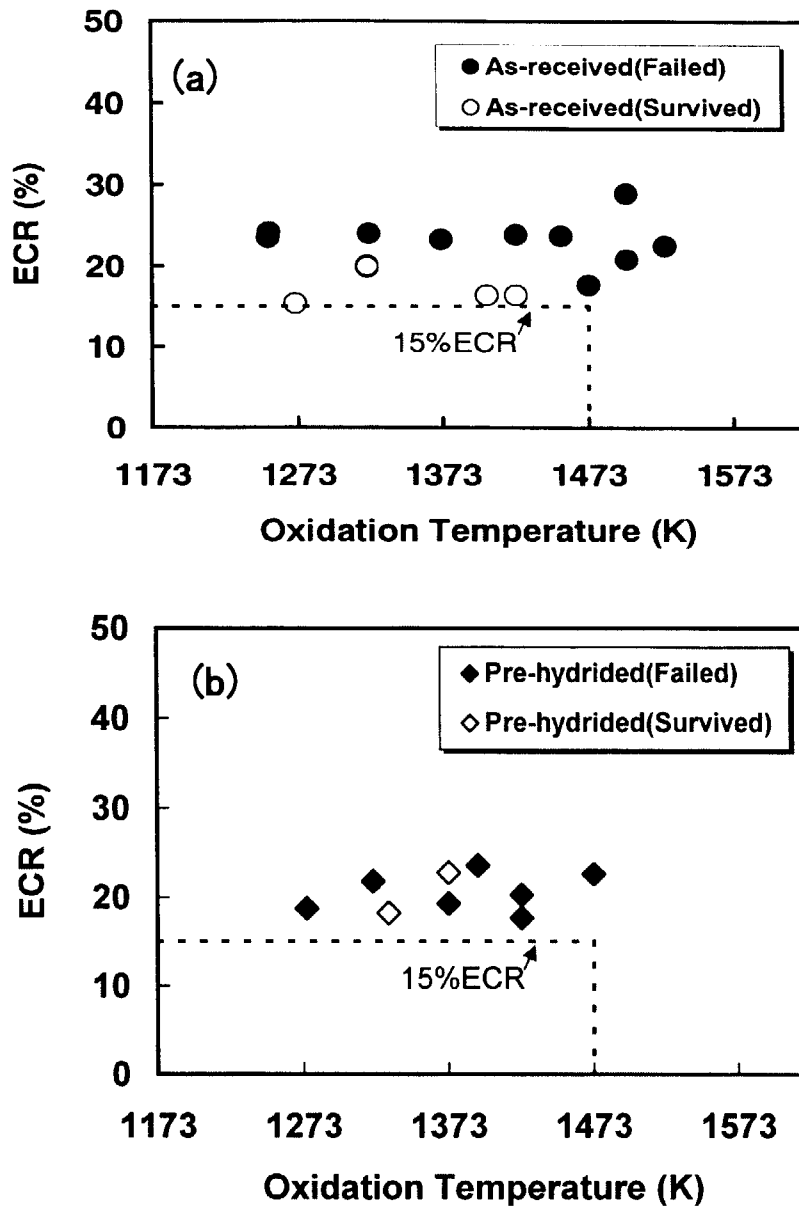 50
(a)
As-received(Failed)
As-received(Survived)
40
30
20
10
0
ECR (%)
15%ECR
1173 1273 1373 1473 1573
Oxidation Temperature (K)
50
(b)
Pre-hydrided(Failed)
Pre-hydrided(Survived)
40
30
20
10
0
ECR (%)
15%ECR
1173 1273 1373 1473 1573
Oxidation Temperature (K)